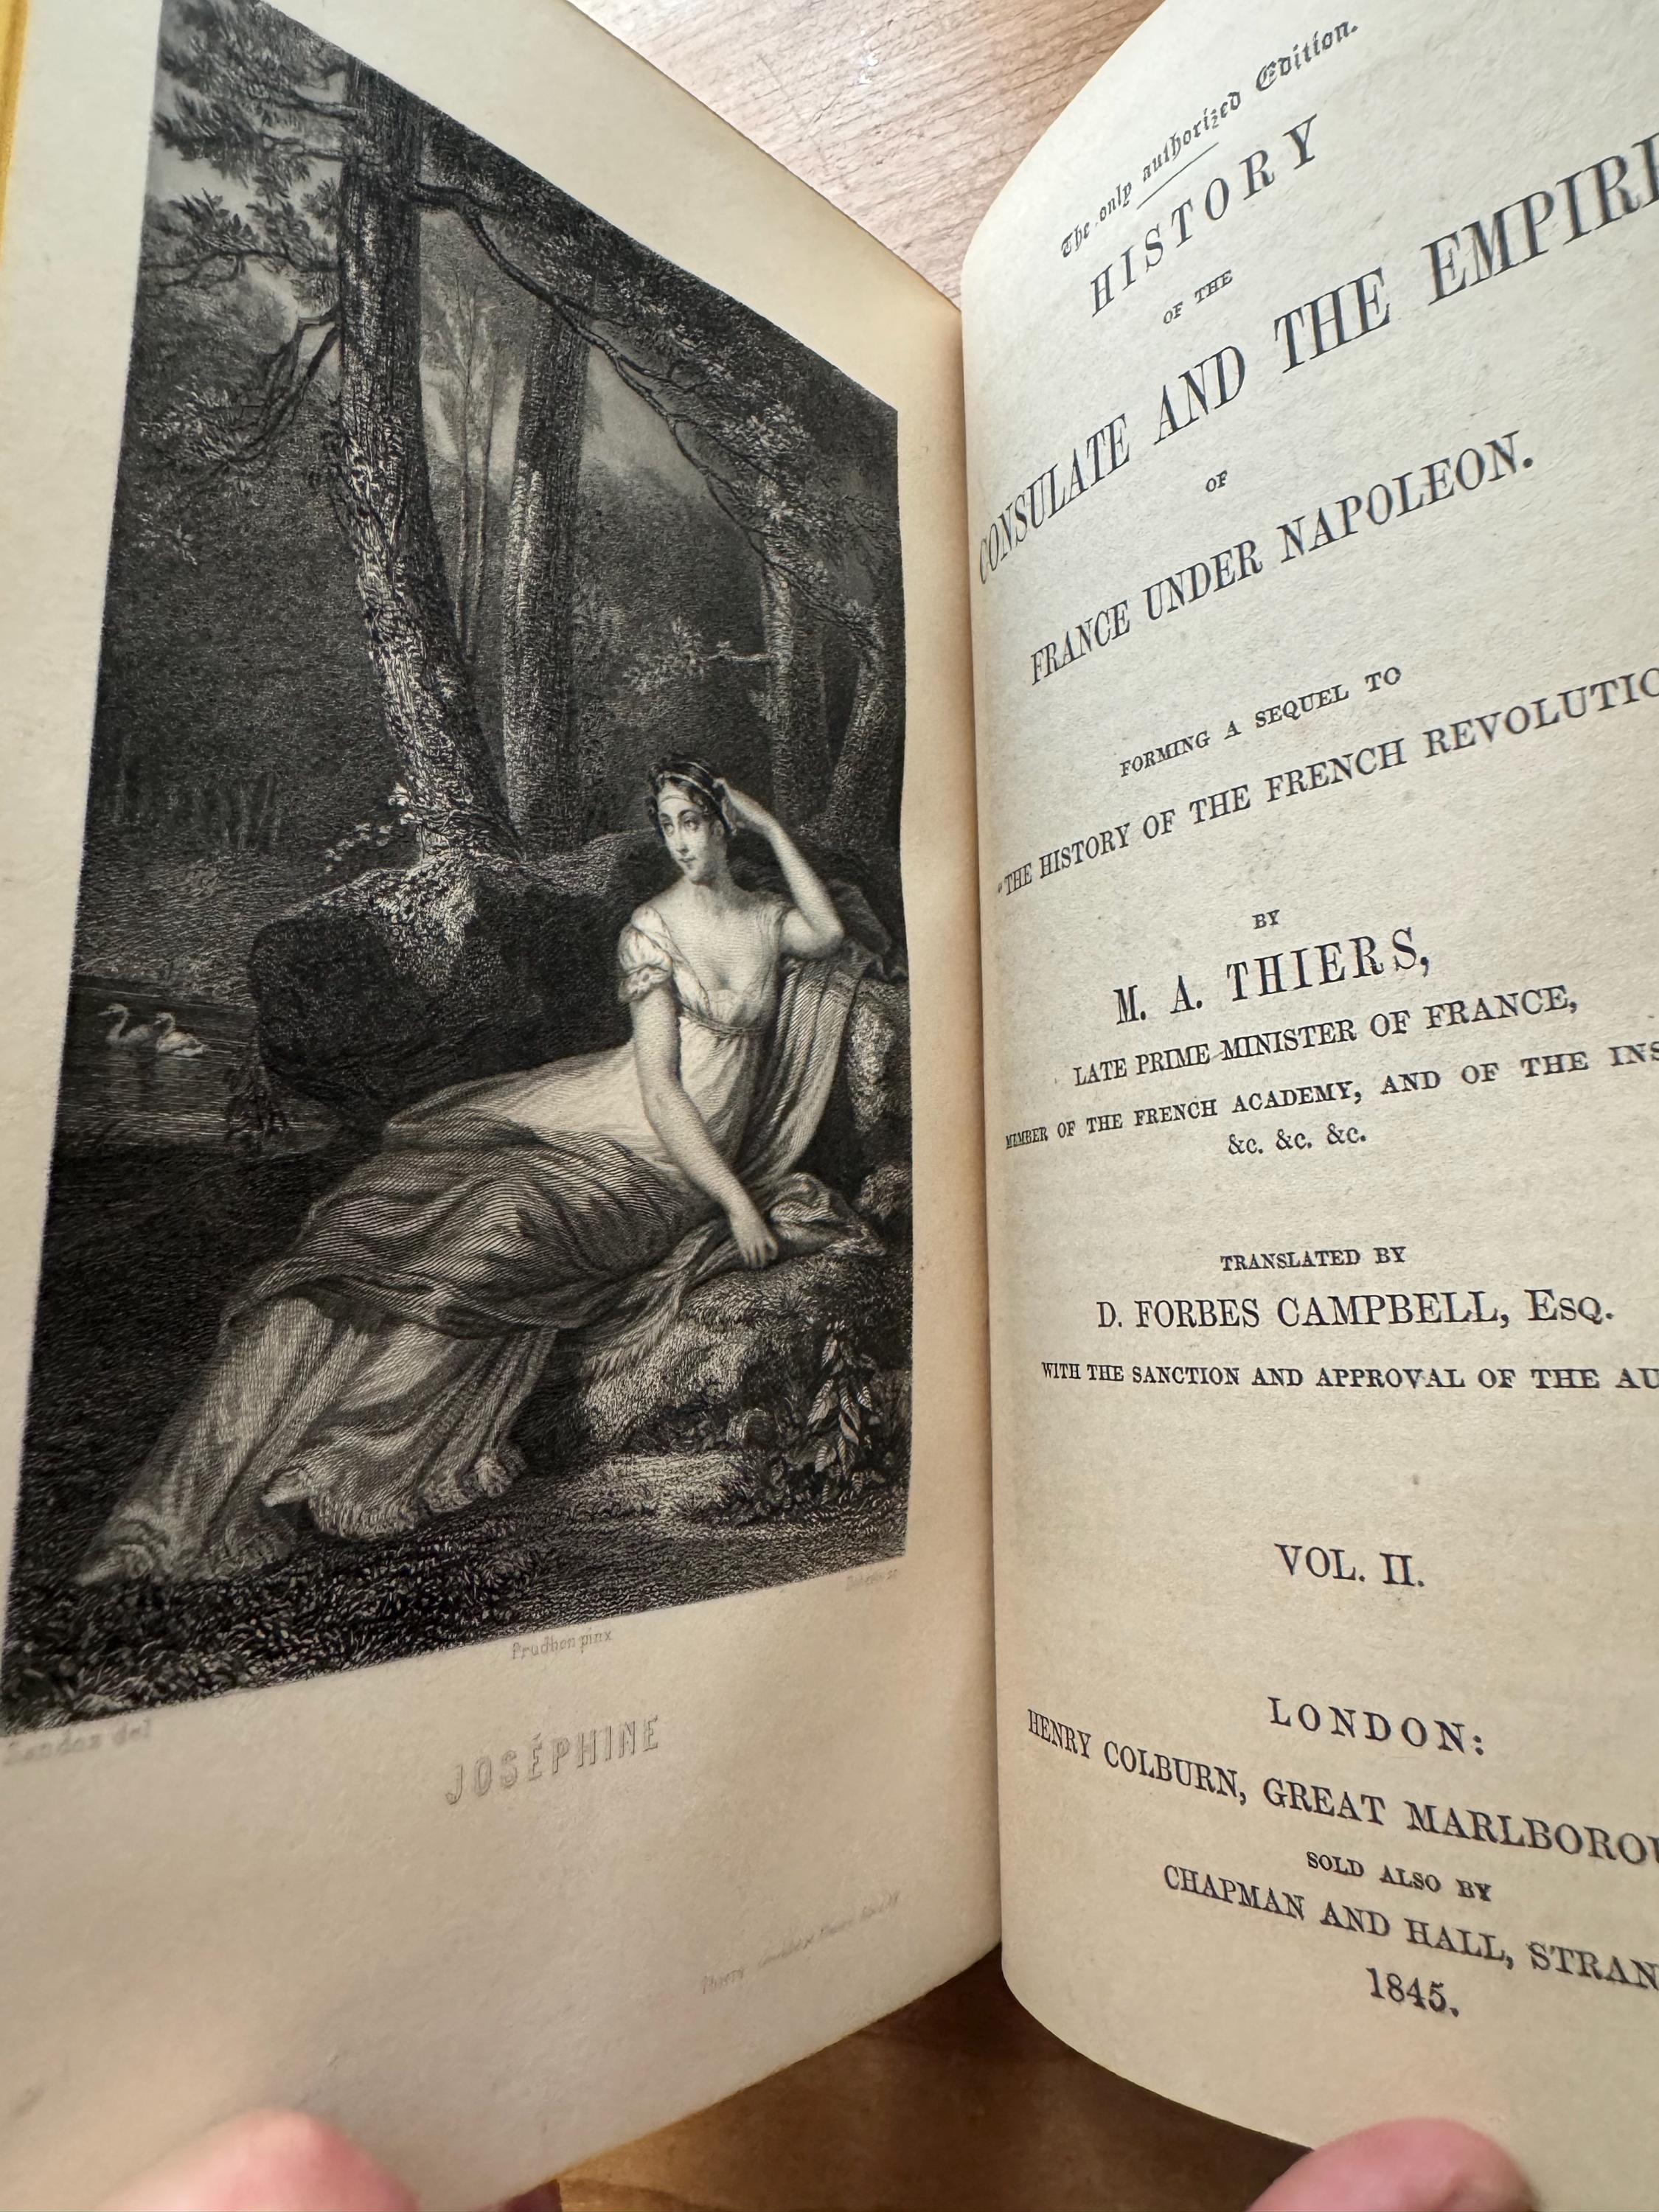 Prudhon pinx
JOSÉPHINE
The only authorized Edition.
HISTORY
OF THE
CONSULATE AND THE EMPIRE
OF
FRANCE UNDER NAPOLEON.
FORMING A SEQUEL TO
"THE HISTORY OF THE FRENCH REVOLUTIO
BY
M. A. THIERS,
LATE PRIME MINISTER OF FRANCE,
MEMBER OF THE FRENCH ACADEMY, AND OF THE INS
&c. &c. &c.
TRANSLATED BY
D. FORBES CAMPBELL, ESQ.
WITH THE SANCTION AND APPROVAL OF THE AU
VOL. II.
LONDON:
HENRY COLBURN, GREAT MARLBOROU
SOLD ALSO BY
CHAPMAN AND HALL, STRAN
1845.